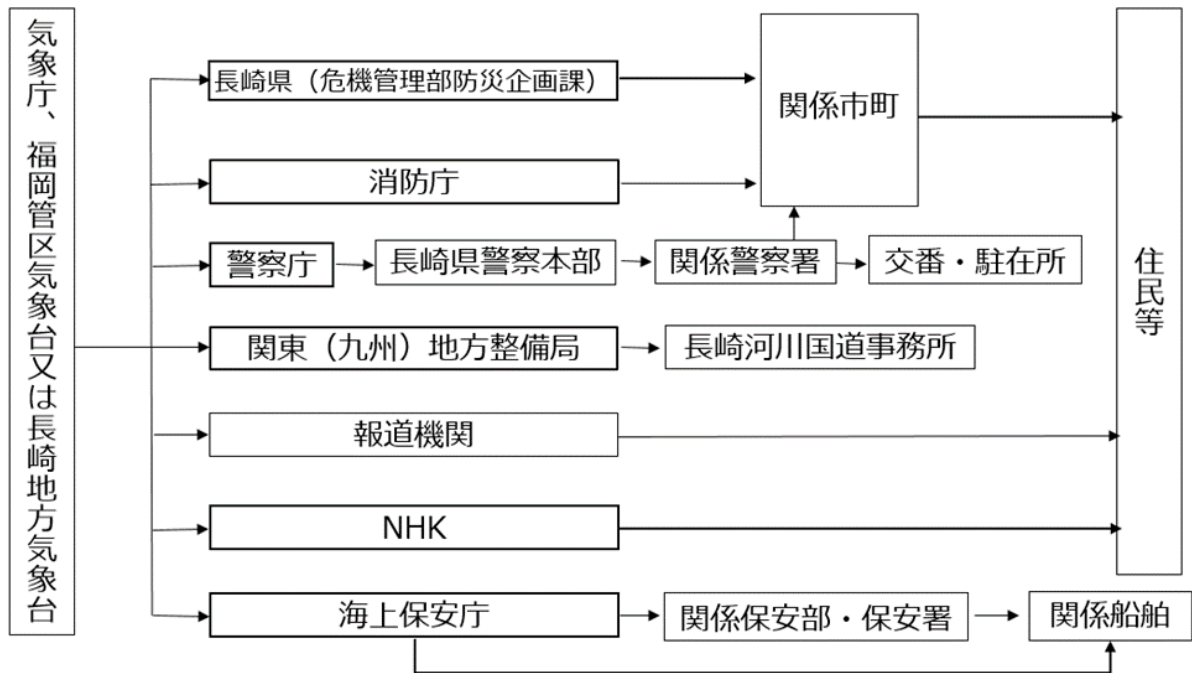 気象庁、福岡管区気象台又は長崎地方気象台
長崎県（危機管理部防災企画課）
関係市町
消防庁
警察庁
長崎県警察本部
関係警察署
交番・駐在所
住民等
関東（九州）地方整備局
長崎河川国道事務所
報道機関
NHK
海上保安庁
関係保安部・保安署
関係船舶